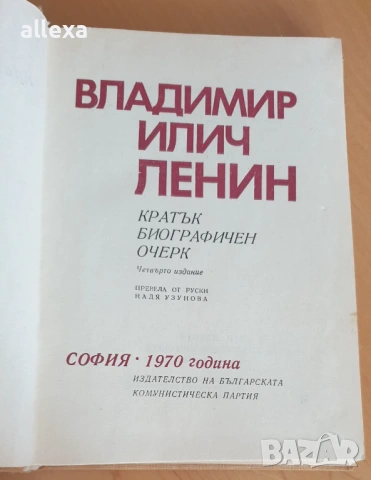 allexa
ВЛАДИМИР
ИЛИЧ
ЛЕНИН
КРАТЪК
БИОГРАФИЧЕН
ОЧЕРК
Четвърто издание
ПРЕВЕЛА ОТ РУСКИ
НАДЯ УЗУНОВА
СОФИЯ · 1970 година
ИЗДАТЕЛСТВО НА БЪЛГАРСКАТА
КОМУНИСТИЧЕСКА ПАРТИЯ
BAZAR